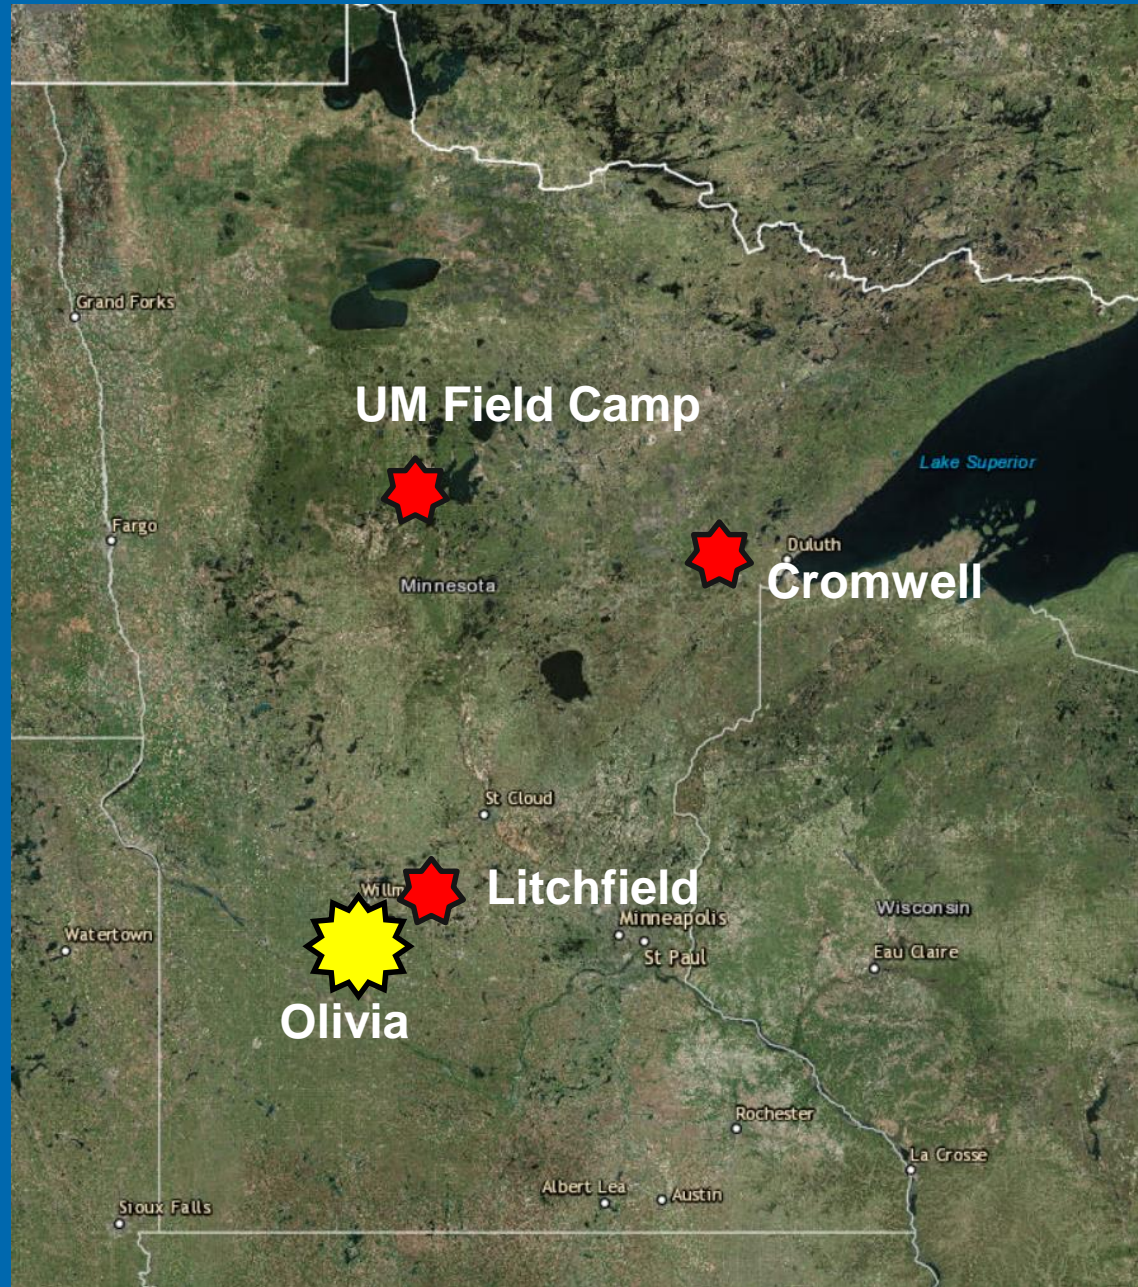 Grand Forks
UM Field Camp
Lake Superior
Fargo
Duluth
Minnesota
Cromwell
St Cloud
Willm
Litchfield
Wisconsin
Minneapolis
Watertown
St Paul
Eau Claire
Olivia
Rochester
La Crosse
Albert Lea
Austin
Sioux Falls